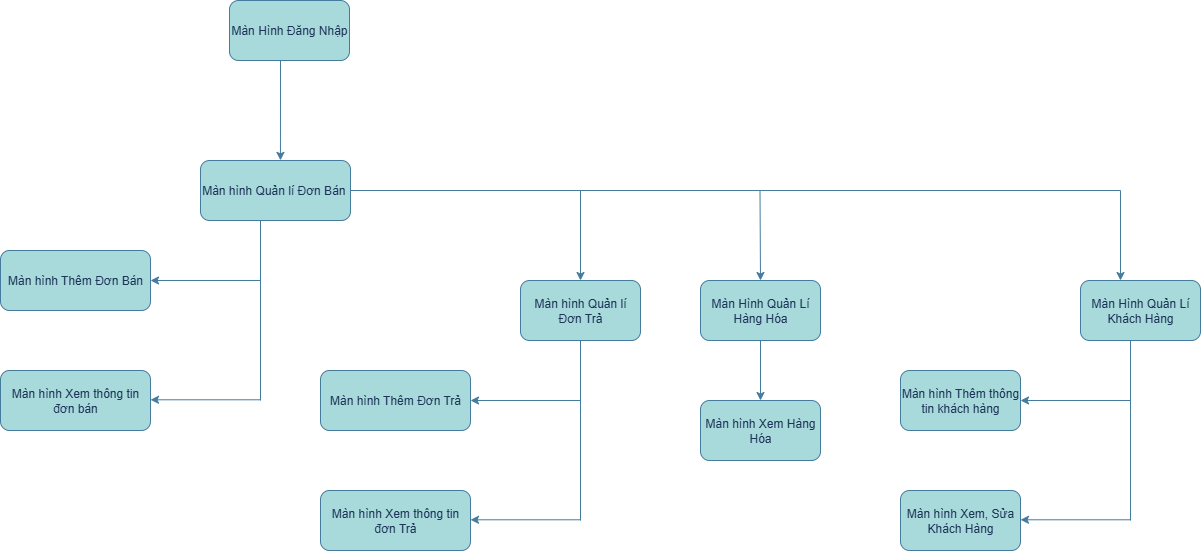 Màn Hình Đăng Nhập
Màn hình Quản lí Đơn Bán
Màn hình Thêm Đơn Bán
Màn hình Xem thông tin
đơn bán
Màn hình Quản lí
Đơn Trả
Màn hình Thêm Đơn Trả
Màn hình Xem thông tin
đơn Trả
Màn Hình Quản Lí
Hàng Hóa
Màn hình Xem Hàng
Hóa
Màn Hình Quản Lí
Khách Hàng
Màn hình Thêm thông
tin khách hàng
Màn hình Xem, Sửa
Khách Hàng